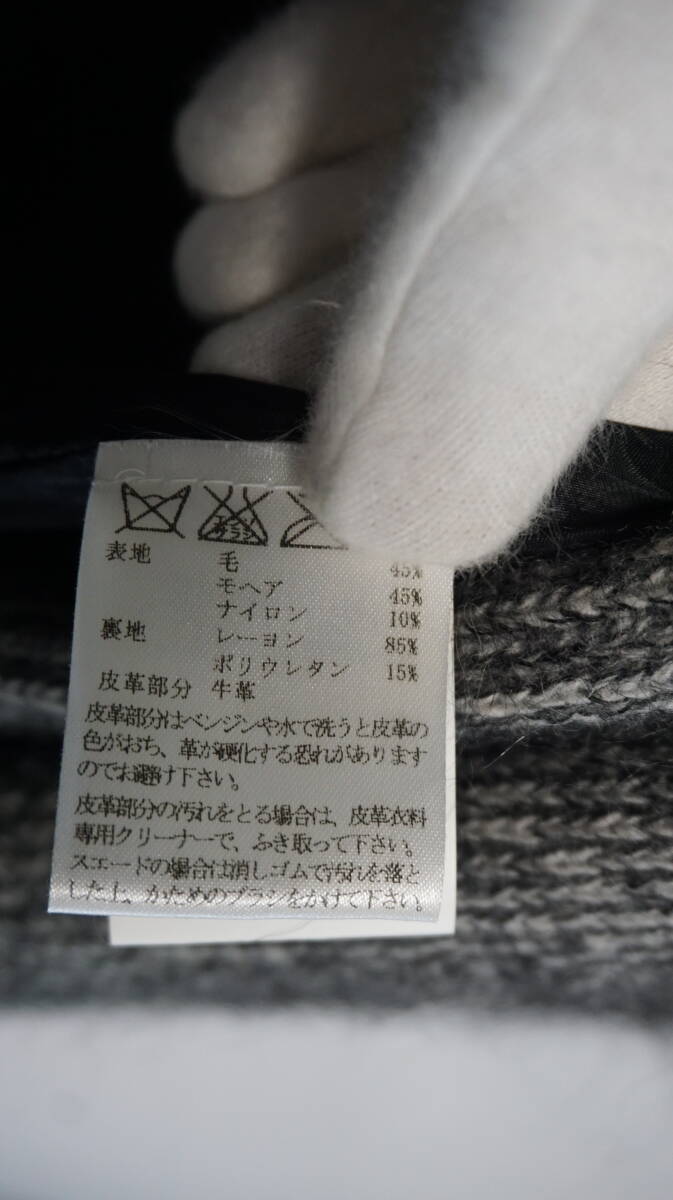 エンソ
サラシ
表地 毛 45%
モヘア 45%
ナイロン 10%
裏地 レーヨン 85%
ポリウレタン 15%
皮革部分 牛革
皮革部分はベンジンや水で洗うと皮革の
色がおち、革が硬化する恐れがあります
のでお避け下さい。
皮革部分の汚れをとる場合は、皮革衣料
専用クリーナーで、ふき取って下さい。
スエードの場合は消しゴムで汚れを落と
した上、かためのブラシをかけて下さい。